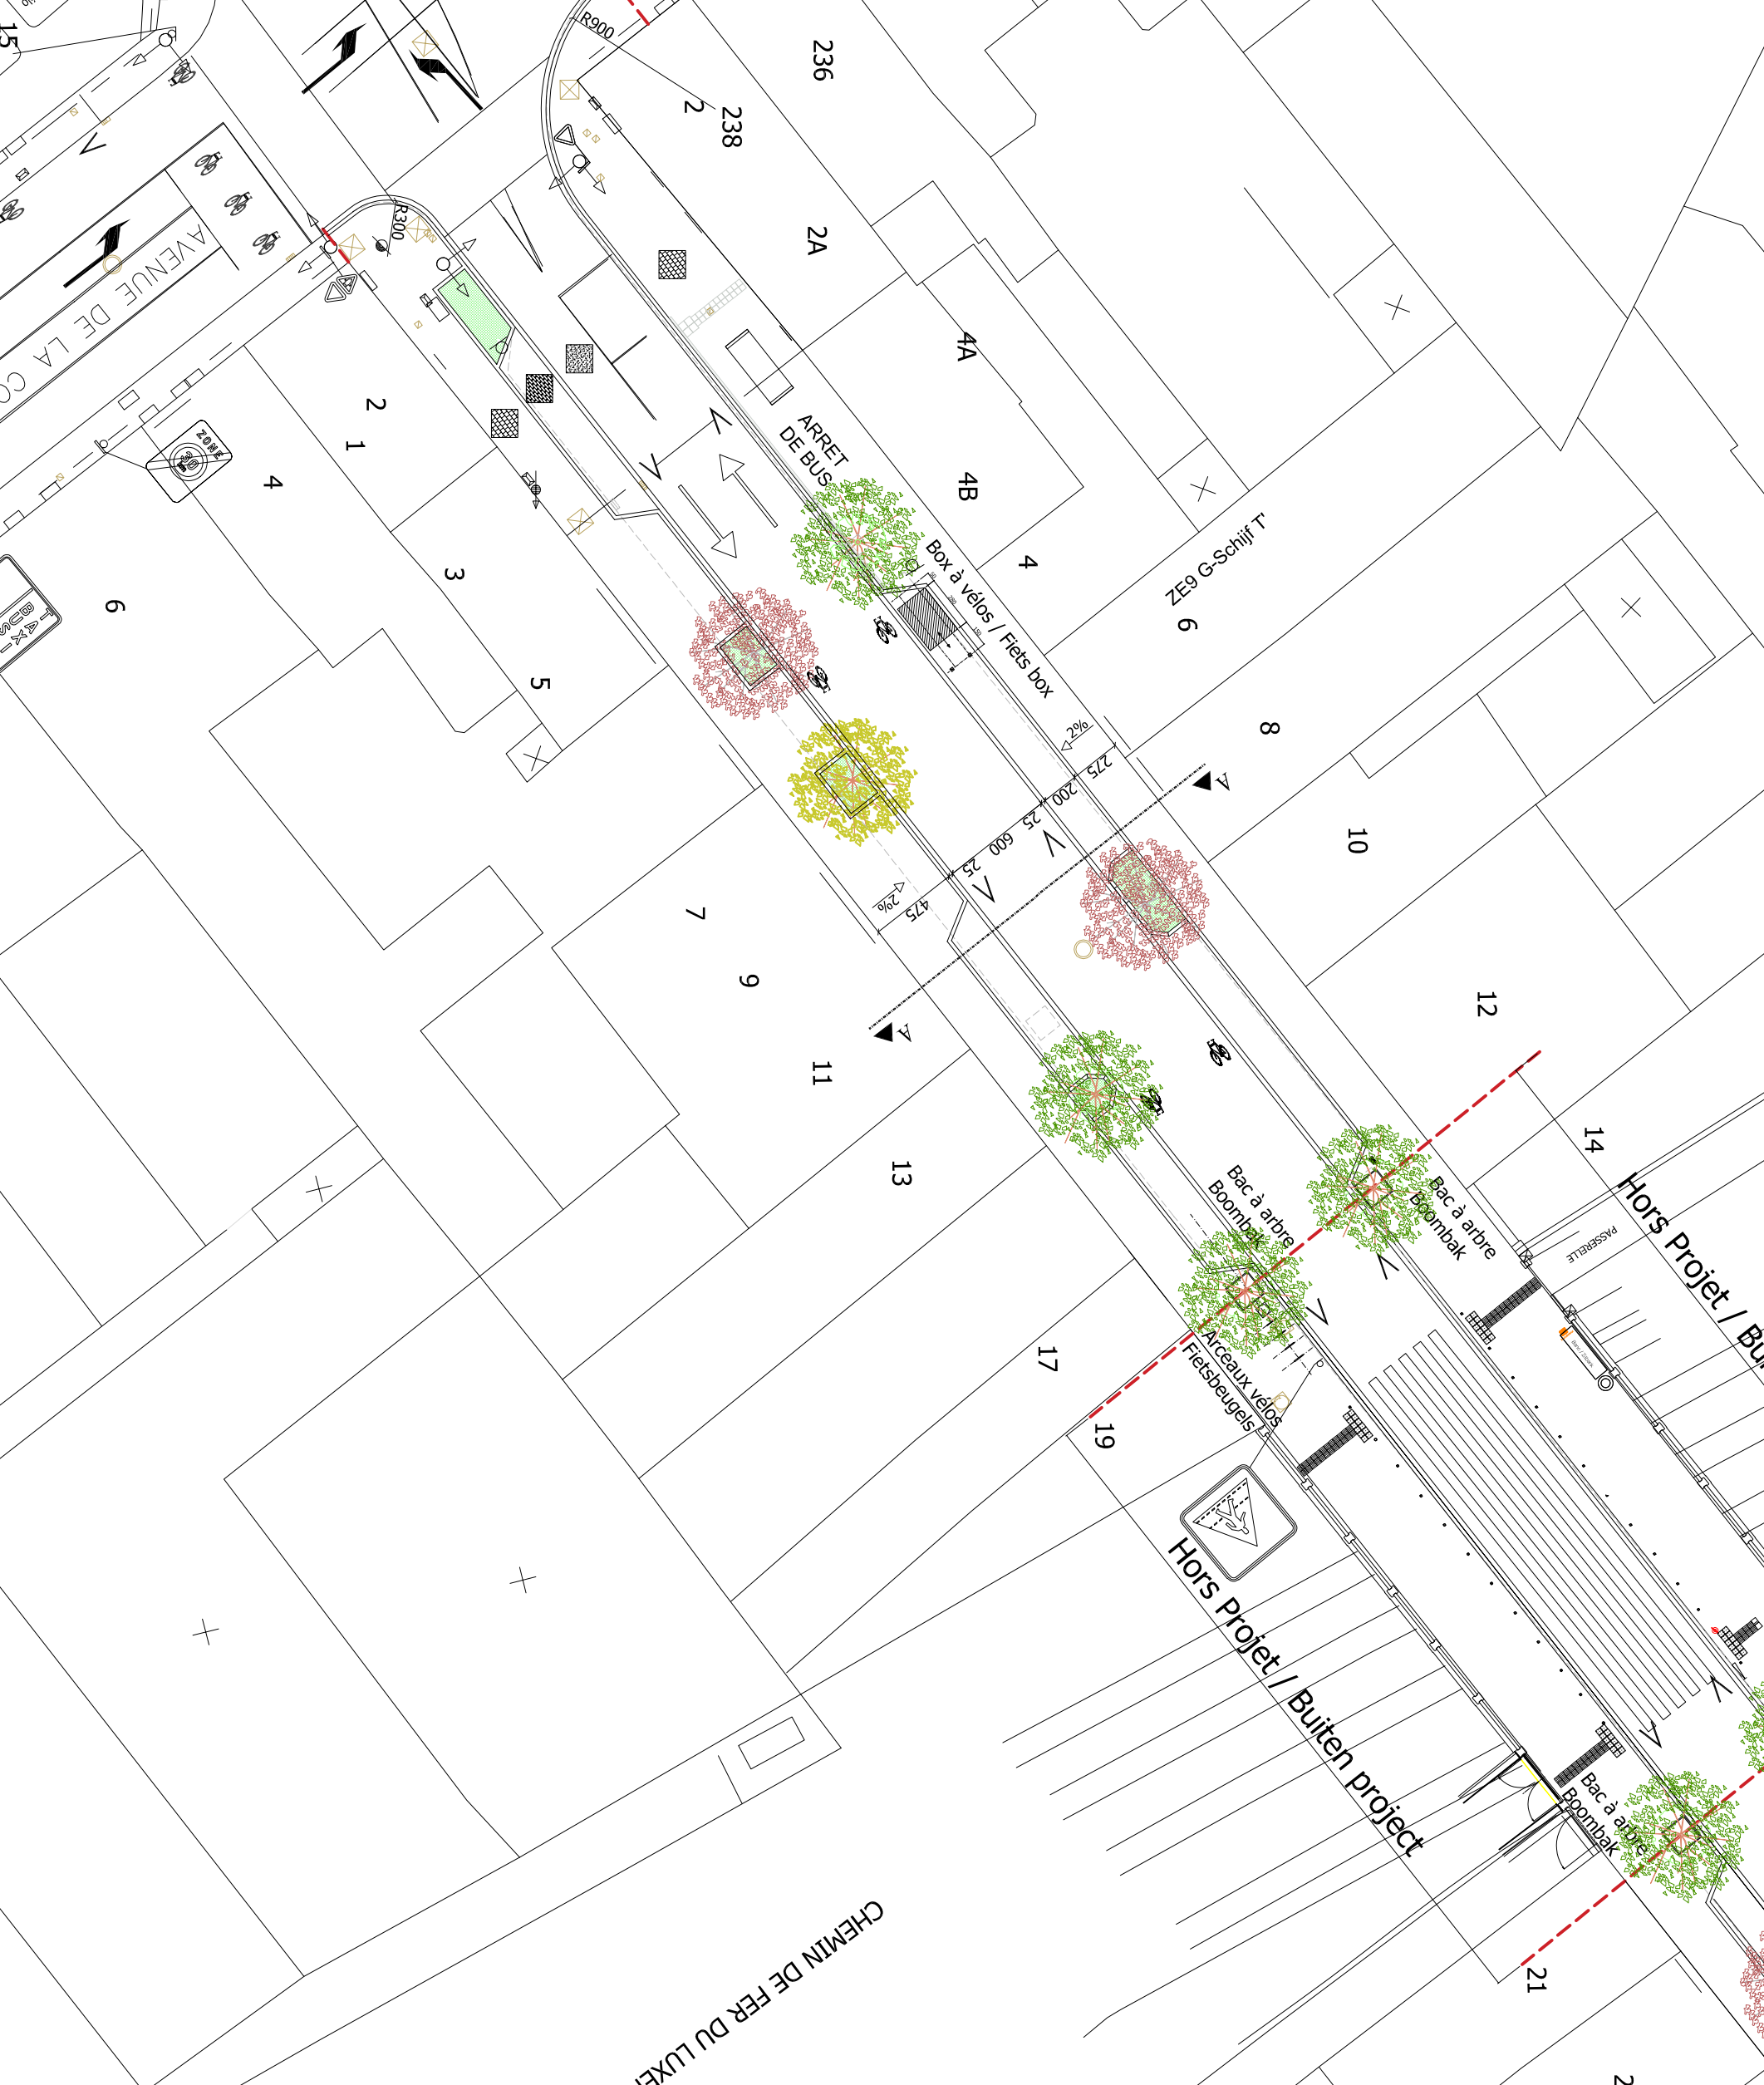 15
R900
236
2
238
2A
R300
AVENUE DE LA CO
4A
2
1
ZONE
30
4
ARRET
DE BUS
4B
4
3
6
5
Box à vélos / Fiets box
ZE9 G-Schijf T'
6
8
2%
275
200
25
600
25
475
2%
A
A
10
7
9
11
12
13
14
Bac à arbre
Boombak
Bac à arbre
Boombak
PASSERELLE
Hors Projet / Bui
17
19
Arceaux vélos
Fietsbeugels
Hors Projet / Buiten project
Bac à arbre
Boombak
21
CHEMIN DE FER DU LUXE
2